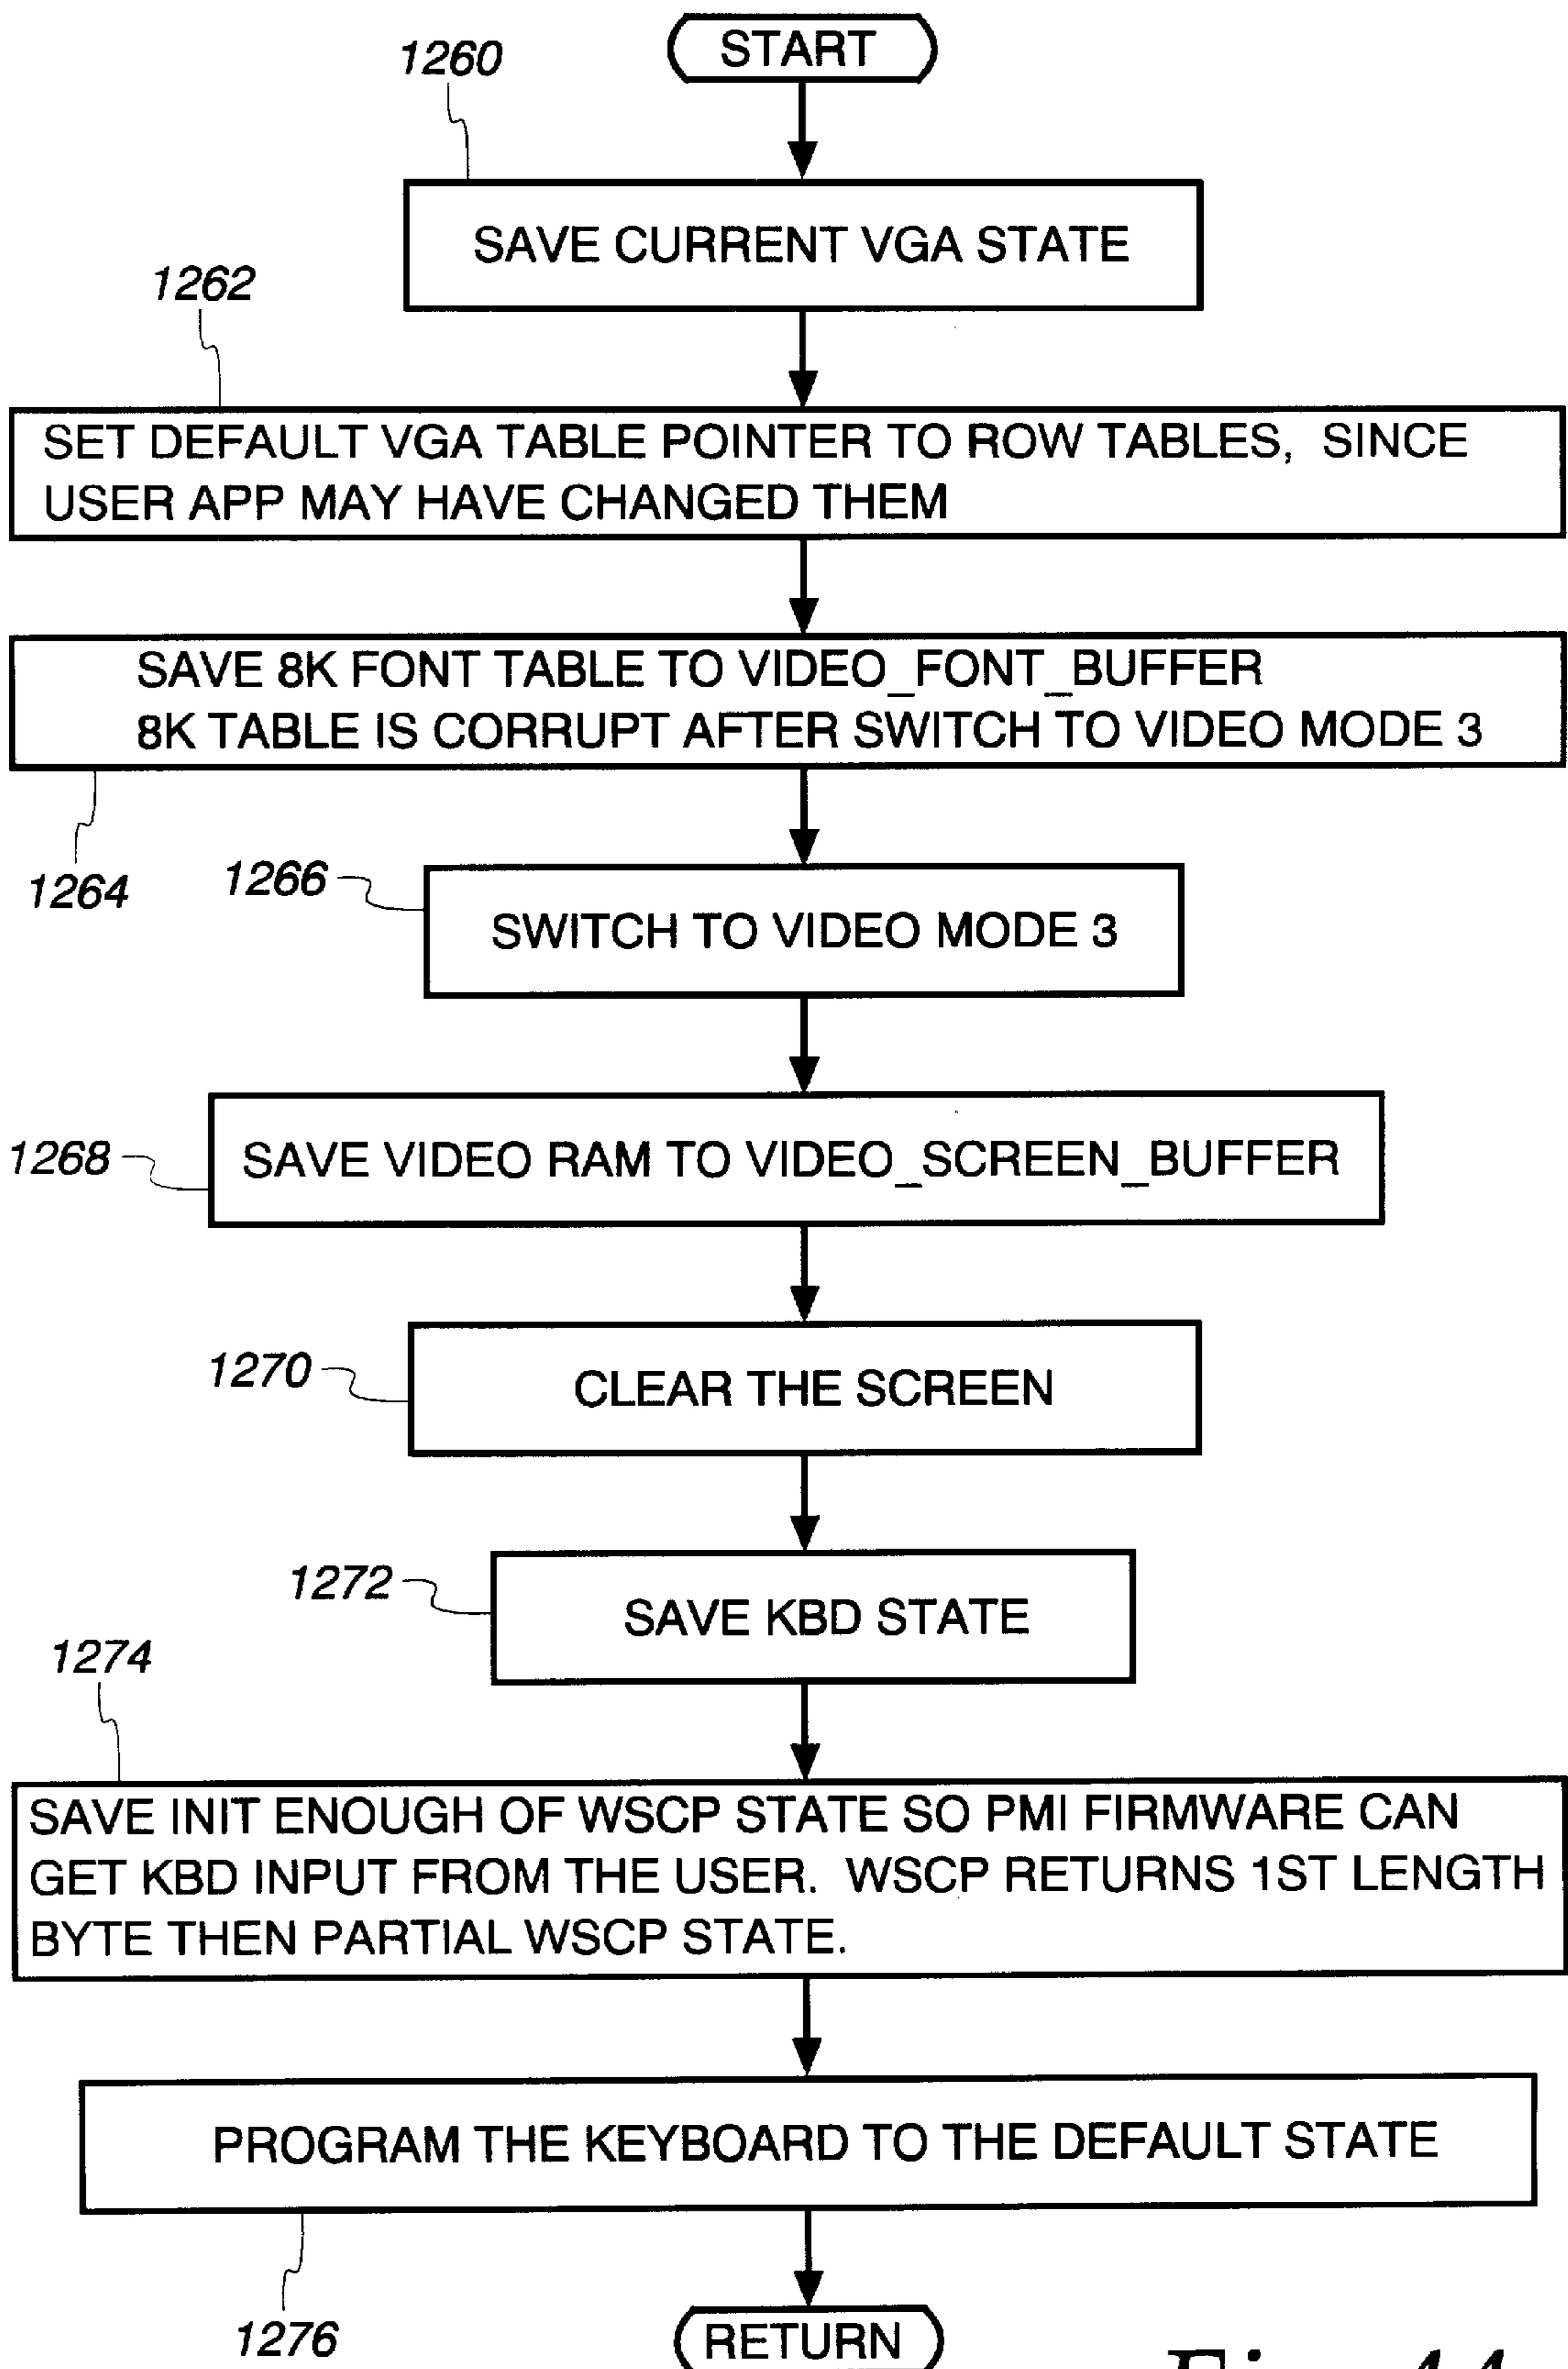 START
1260
SAVE CURRENT VGA STATE
1262
SET DEFAULT VGA TABLE POINTER TO ROW TABLES, SINCE
USER APP MAY HAVE CHANGED THEM
SAVE 8K FONT TABLE TO VIDEO_FONT_BUFFER
8K TABLE IS CORRUPT AFTER SWITCH TO VIDEO MODE 3
1264
1266
SWITCH TO VIDEO MODE 3
1268
SAVE VIDEO RAM TO VIDEO_SCREEN_BUFFER
1270
CLEAR THE SCREEN
1272
SAVE KBD STATE
1274
SAVE INIT ENOUGH OF WSCP STATE SO PMI FIRMWARE CAN
GET KBD INPUT FROM THE USER. WSCP RETURNS 1ST LENGTH
BYTE THEN PARTIAL WSCP STATE.
PROGRAM THE KEYBOARD TO THE DEFAULT STATE
1276
RETURN